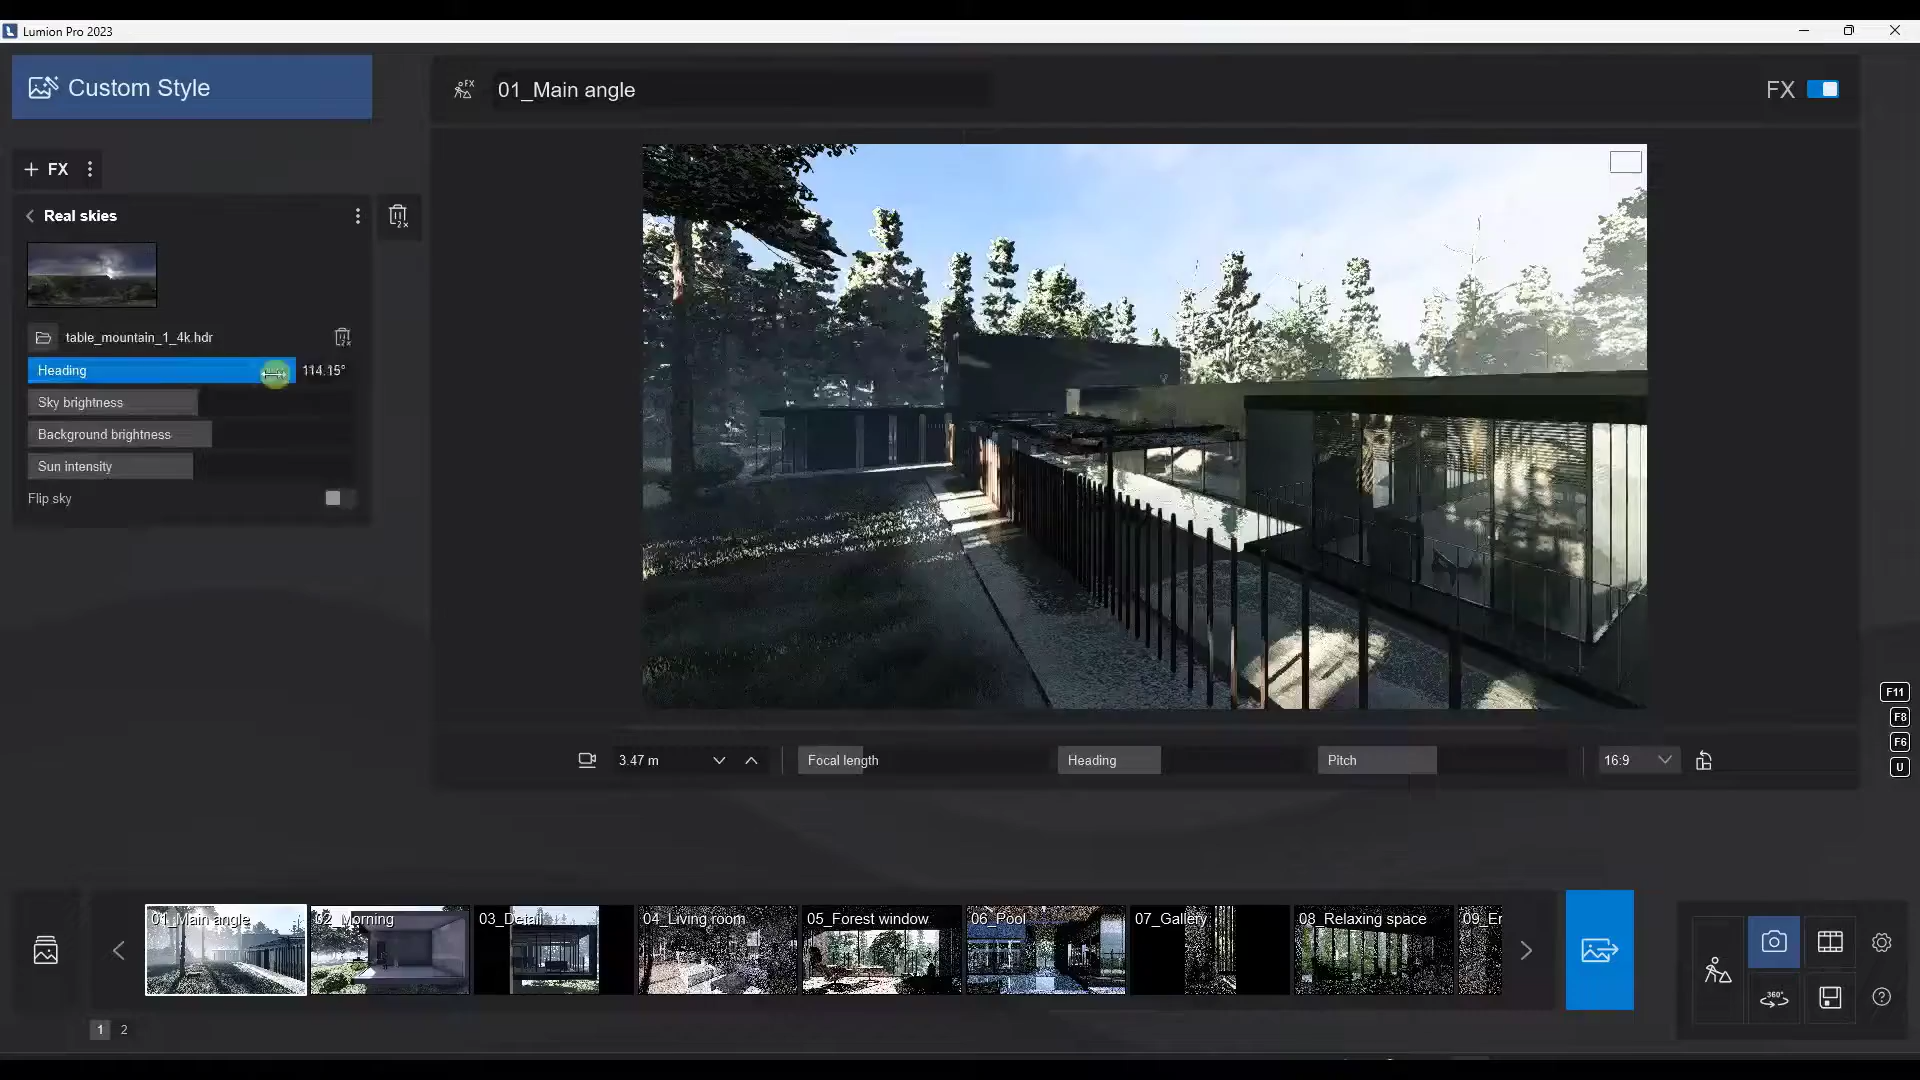 Lumion Pro 2023
Custom Style
01_Main angle
FX
FX
Real skies
table_mountain_1_4k.hdr
Heading
114.15°
Sky brightness
Background brightness
Sun intensity
Flip sky
F11
F8
F6
U
3.47 m
Focal length
Heading
Pitch
16:9
01_Main angle
02_Morning
03_Detail
04_Living room
05_Forest window
06_Pool
07_Gallery
08_Relaxing space
09_Er
360°
1
2